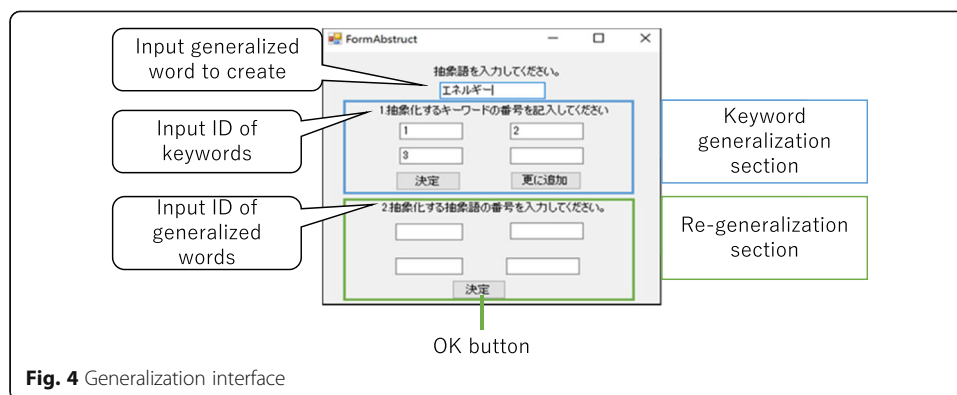 Input generalized
word to create
FormAbstruct
抽象語を入力してください。
エネルギー
Input ID of
keywords
1.抽象化するキーワードの番号を記入してください
1
2
3
決定
更に追加
Keyword
generalization
section
Input ID of
generalized
words
2.抽象化する抽象語の番号を入力してください。
決定
Re-generalization
section
OK button
Fig. 4 Generalization interface